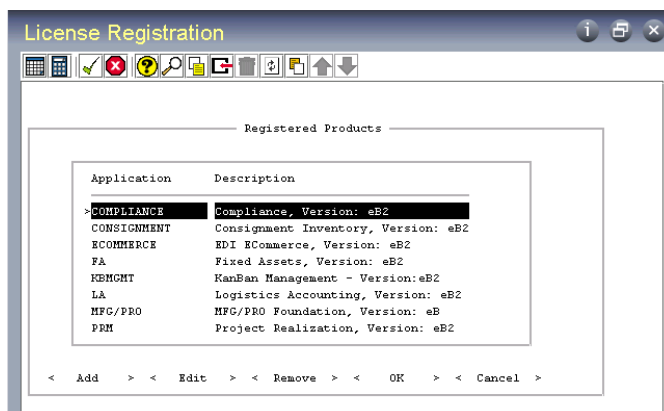 License Registration
Registered Products
Application Description
>COMPLIANCE Compliance, Version: eB2
CONSIGNMENT Consignment Inventory, Version: eB2
ECOMMERCE EDI ECommerce, Version: eB2
FA Fixed Assets, Version: eB2
KBMGMT KanBan Management - Version:eB2
LA Logistics Accounting, Version: eB2
MFG/PRO MFG/PRO Foundation, Version: eB
PRM Project Realization, Version: eB2
< Add > < Edit > < Remove > < OK > < Cancel >